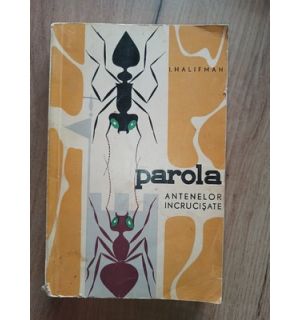 I. HALIFMAN
parola
ANTENELOR
INCRUCIȘATE